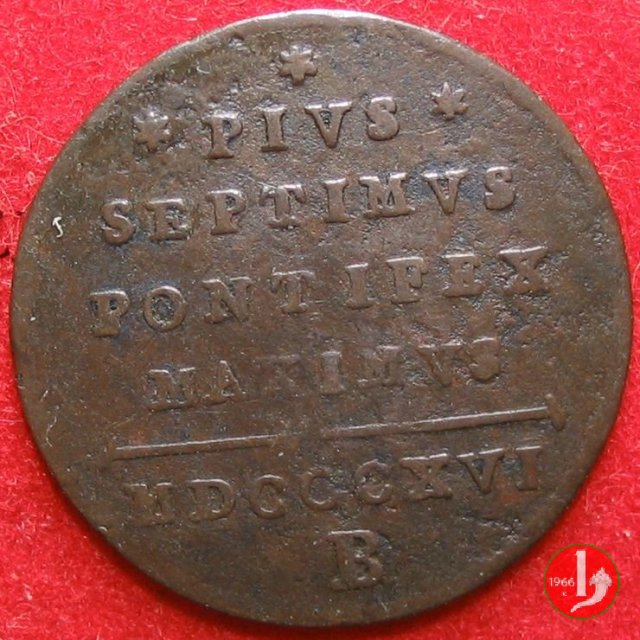 * PIVS *
SEPTIMVS
PONTIFEX
MAXIMVS
MDCCCXVI
B
1966